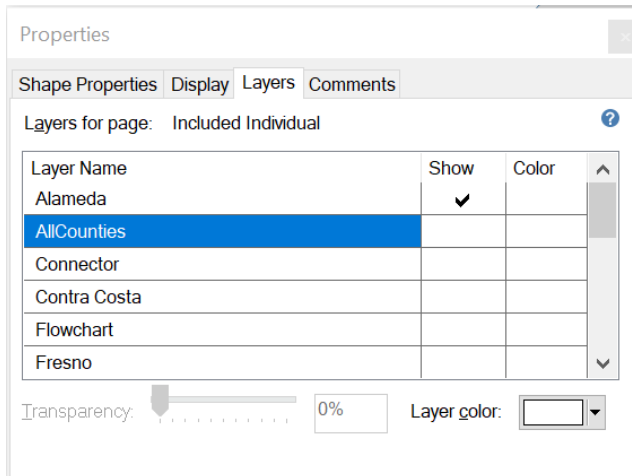 Properties
Shape Properties Display Layers Comments
Layers for page: Included Individual
Layer Name Show Color
Alameda
AllCounties
Connector
Contra Costa
Flowchart
Fresno
Transparency: 0% Layer color: